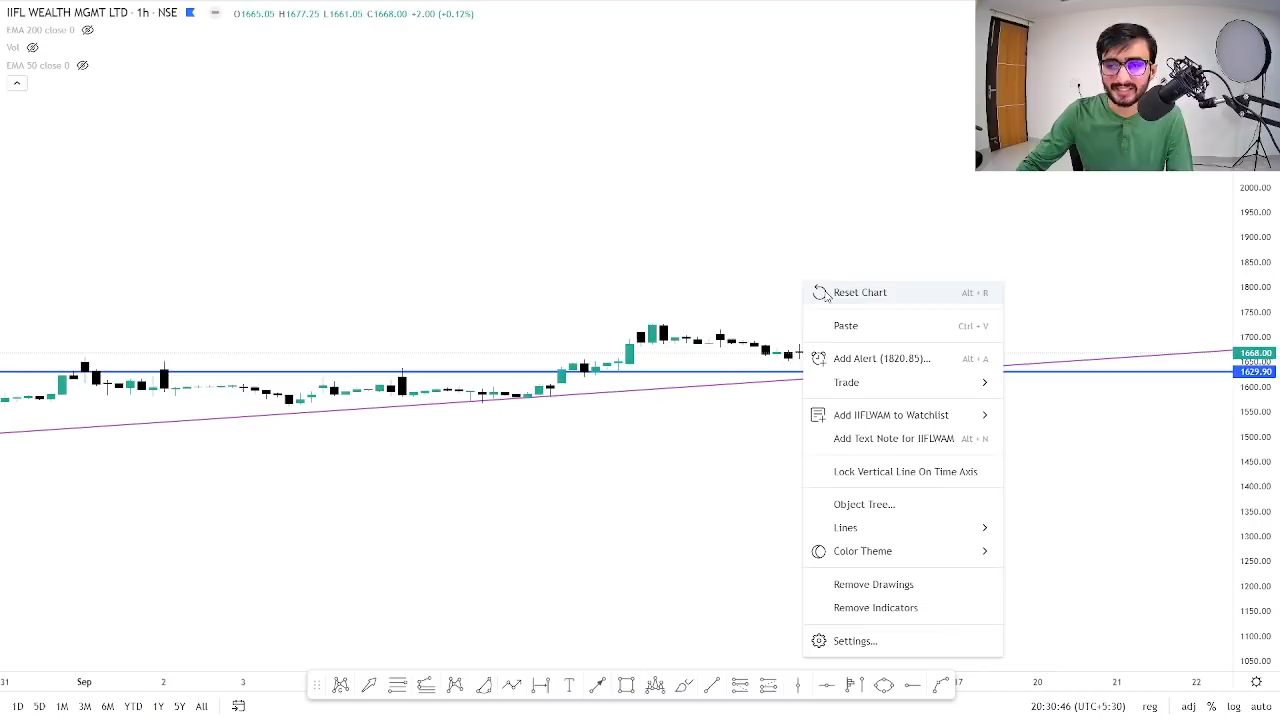 IIFL WEALTH MGMT LTD · 1h · NSE O1665.05 H1677.25 L1661.05 C1668.00 +2.00 (+0.12%)
EMA 200 close 0
Vol
EMA 50 close 0
2000.00
1950.00
1900.00
1850.00
1800.00
1750.00
1700.00
1668.00
1650.00
1629.90
1600.00
1550.00
1500.00
1450.00
1400.00
1350.00
1300.00
1250.00
1200.00
1150.00
1100.00
1050.00
Reset Chart Alt + R
Paste Ctrl + V
Add Alert (1820.85)... Alt + A
Trade
Add IIFLWAM to Watchlist
Add Text Note for IIFLWAM Alt + N
Lock Vertical Line On Time Axis
Object Tree...
Lines
Color Theme
Remove Drawings
Remove Indicators
Settings...
31 Sep 2 3 17 20 21 22
1D 5D 1M 3M 6M YTD 1Y 5Y All 20:30:46 (UTC+5:30) reg adj % log auto